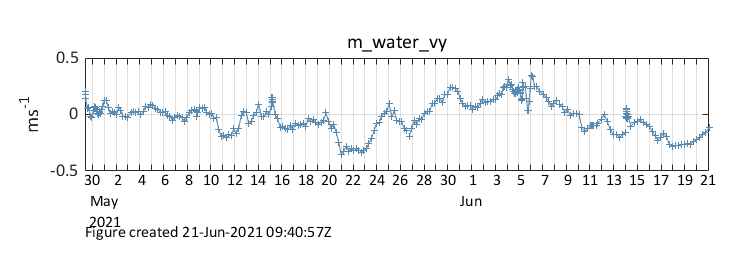 m_water_vy
0.5
0
-0.5
ms-1
30 2 4 6 8 10 12 14 16 18 20 22 24 26 28 30 1 3 5 7 9 11 13 15 17 19 21
May Jun
2021
Figure created 21-Jun-2021 09:40:57Z